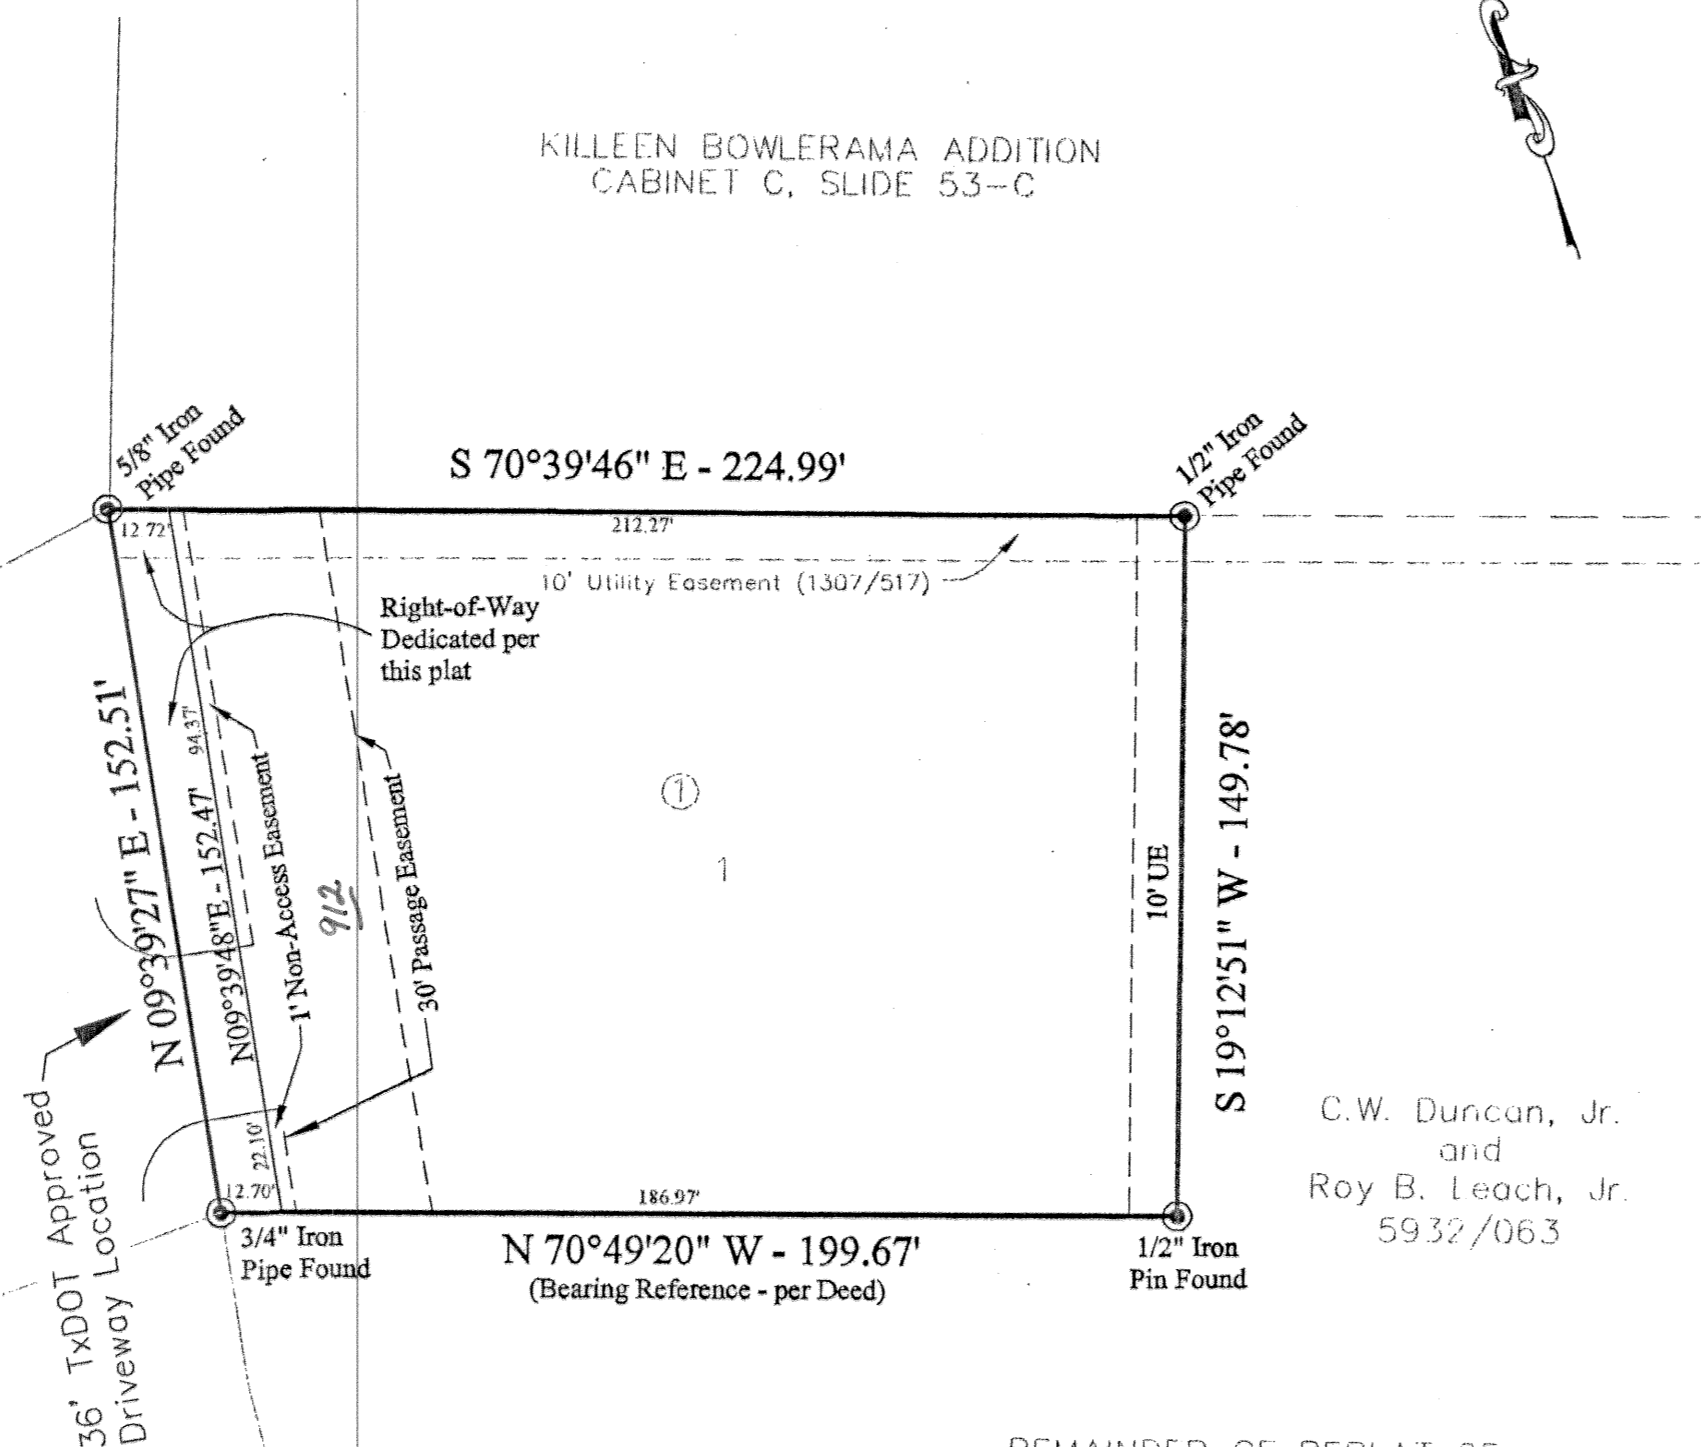 KILLEEN BOWLERAMA ADDITION
CABINET C, SLIDE 53-C
5/8" Iron
Pipe Found
S 70°39'46" E - 224.99'
1/2" Iron
Pipe Found
12.72'
212.27'
10' Utility Easement (1307/517)
Right-of-Way
Dedicated per
this plat
N 09°39'27" E - 152.51'
94.37'
N09°39'48"E - 152.47'
1' Non-Access Easement
912
30' Passage Easement
1
1
10' UE
S 19°12'51" W - 149.78'
36' TxDOT Approved
Driveway Location
22.10'
12.70'
186.97'
3/4" Iron
Pipe Found
N 70°49'20" W - 199.67'
(Bearing Reference - per Deed)
1/2" Iron
Pin Found
C.W. Duncan, Jr.
and
Roy B. Leach, Jr.
5932/063
REMAINDER OF REPLAT OF